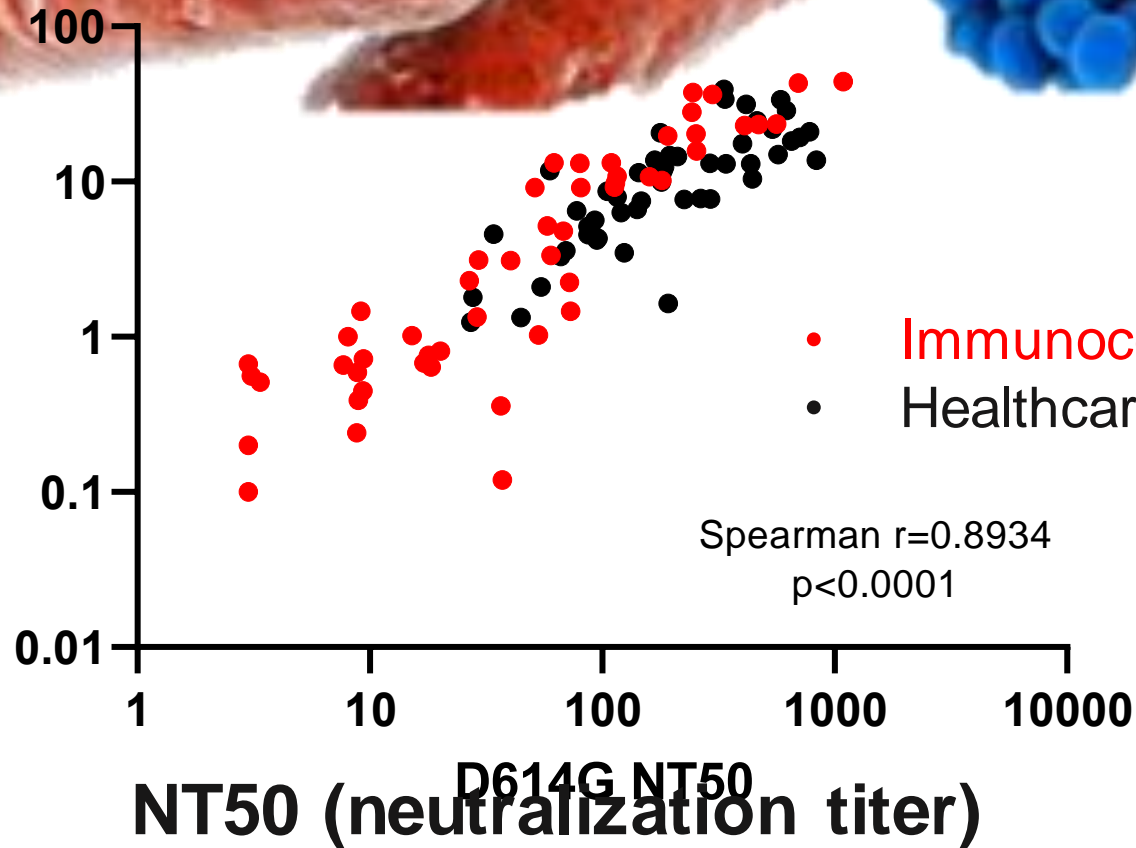 100
10
1
0.1
0.01
Immunoc
Healthcar
Spearman r=0.8934
p<0.0001
1 10 100 1000 10000
D614G NT50
NT50 (neutralization titer)